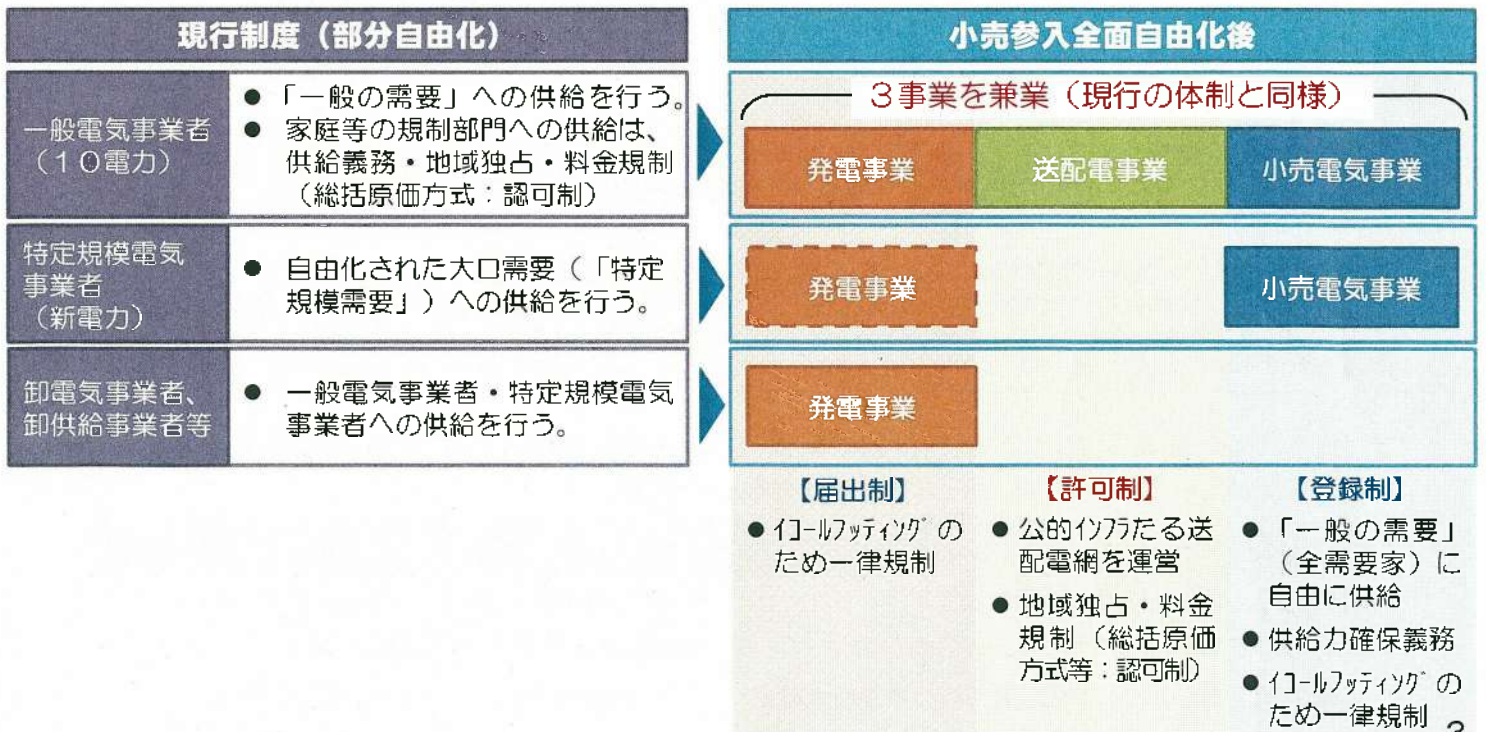 現行制度（部分自由化）
一般電気事業者
（１０電力）
● 「一般の需要」への供給を行う。
● 家庭等の規制部門への供給は、
供給義務・地域独占・料金規制
（総括原価方式：認可制）
特定規模電気
事業者
（新電力）
● 自由化された大口需要（「特定
規模需要」）への供給を行う。
卸電気事業者、
卸供給事業者等
● 一般電気事業者・特定規模電気
事業者への供給を行う。
小売参入全面自由化後
３事業を兼業（現行の体制と同様）
発電事業
送配電事業
小売電気事業
発電事業
小売電気事業
発電事業
【届出制】
● ｲｺｰﾙﾌｯﾃｨﾝｸﾞの
ため一律規制
【許可制】
● 公的ｲﾝﾌﾗたる送
配電網を運営
● 地域独占・料金
規制（総括原価
方式等：認可制）
【登録制】
● 「一般の需要」
（全需要家）に
自由に供給
● 供給力確保義務
● ｲｺｰﾙﾌｯﾃｨﾝｸﾞの
ため一律規制